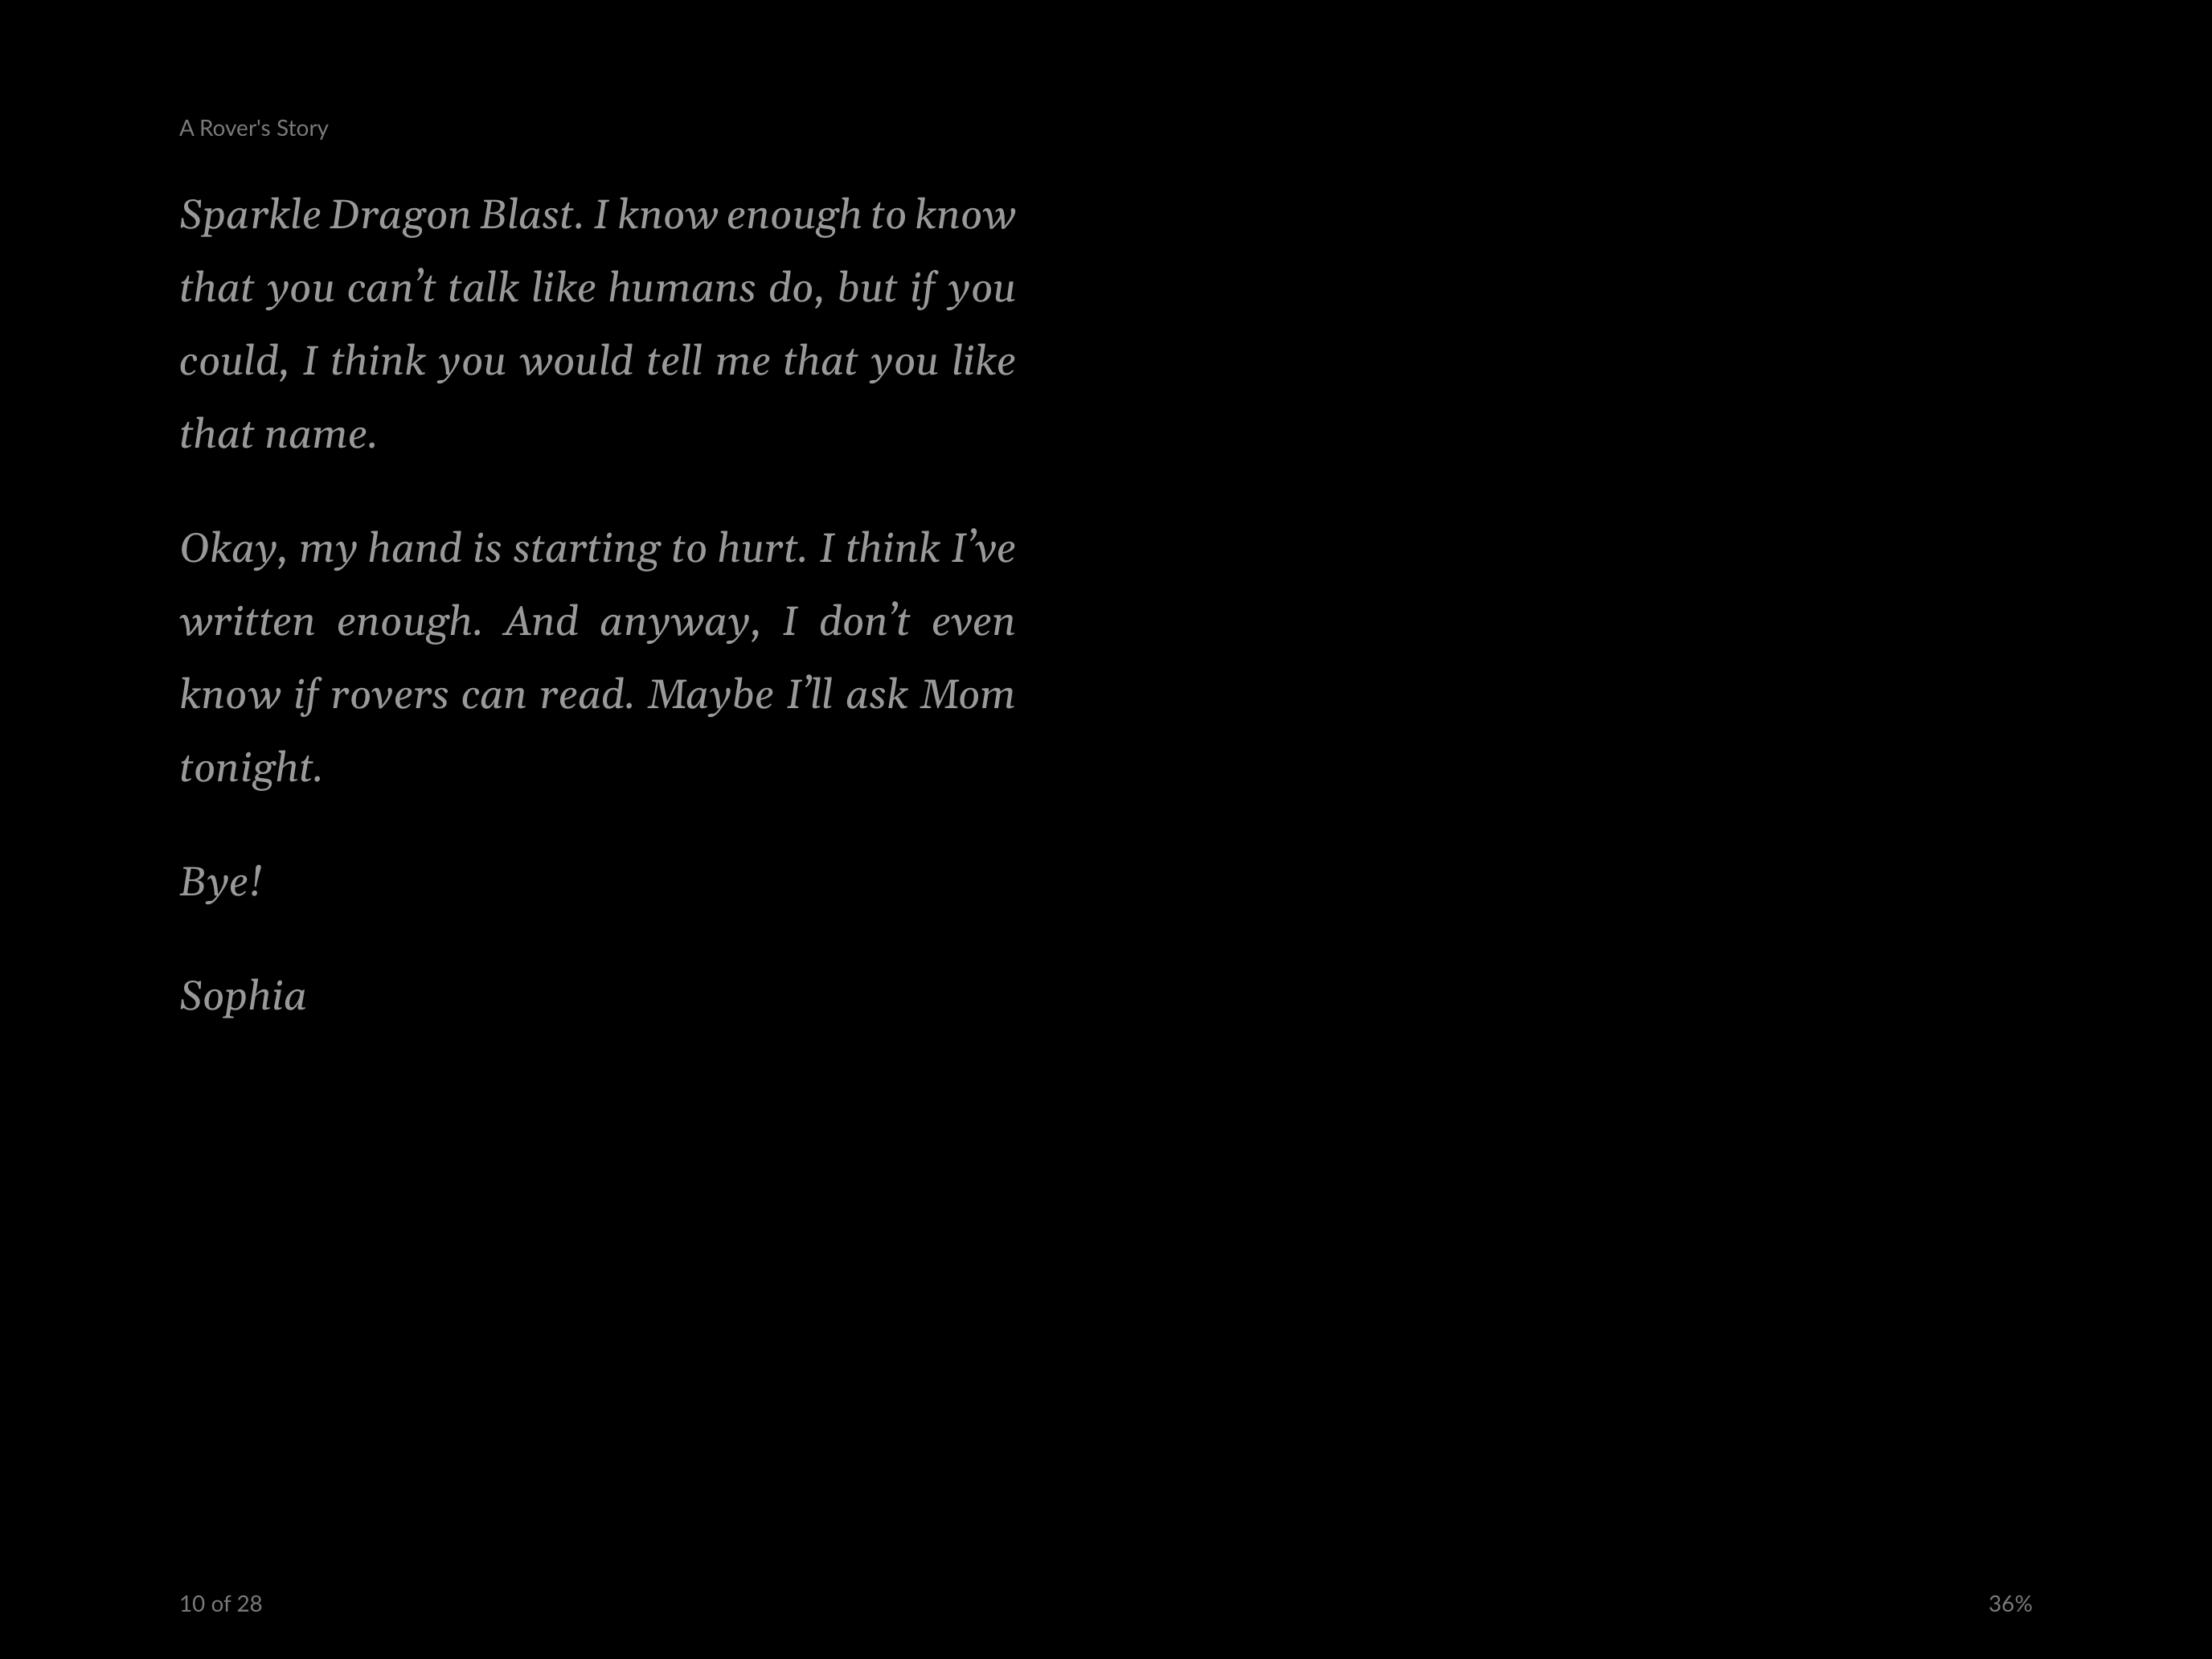 A Rover's Story
Sparkle Dragon Blast. I know enough to know
that you can’t talk like humans do, but if you
could, I think you would tell me that you like
that name.
Okay, my hand is starting to hurt. I think I’ve
written enough. And anyway, I don’t even
know if rovers can read. Maybe I’ll ask Mom
tonight.
Bye!
Sophia
10 of 28
36%